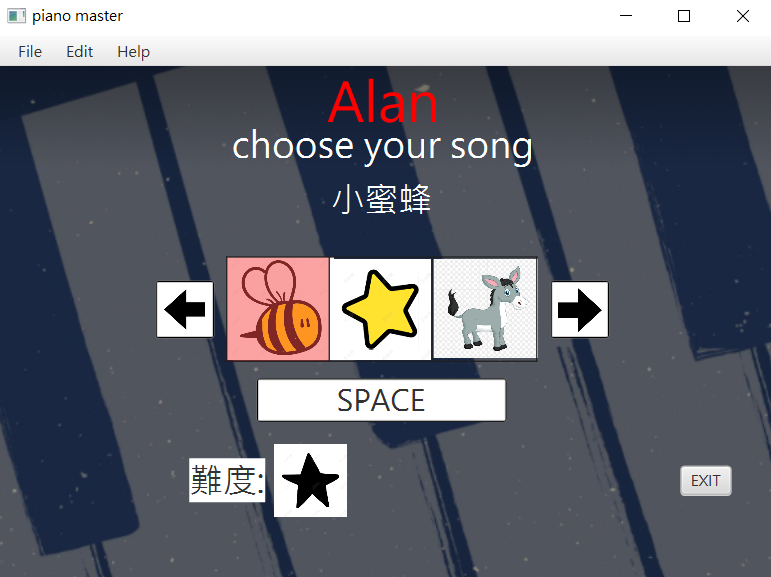 piano master
File Edit Help
Alan
choose your song
小蜜蜂
SPACE
難度:
EXIT